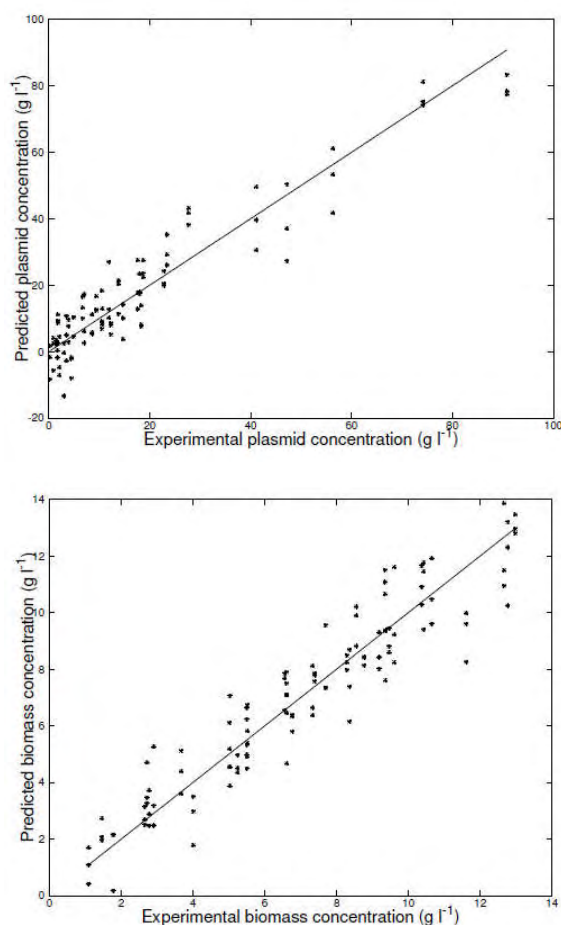 100
80
60
40
20
0
-20
Predicted plasmid concentration (g l-1)
0 20 40 60 80 100
Experimental plasmid concentration (g l-1)
14
12
10
8
6
4
2
0
Predicted biomass concentration (g l-1)
0 2 4 6 8 10 12 14
Experimental biomass concentration (g l-1)